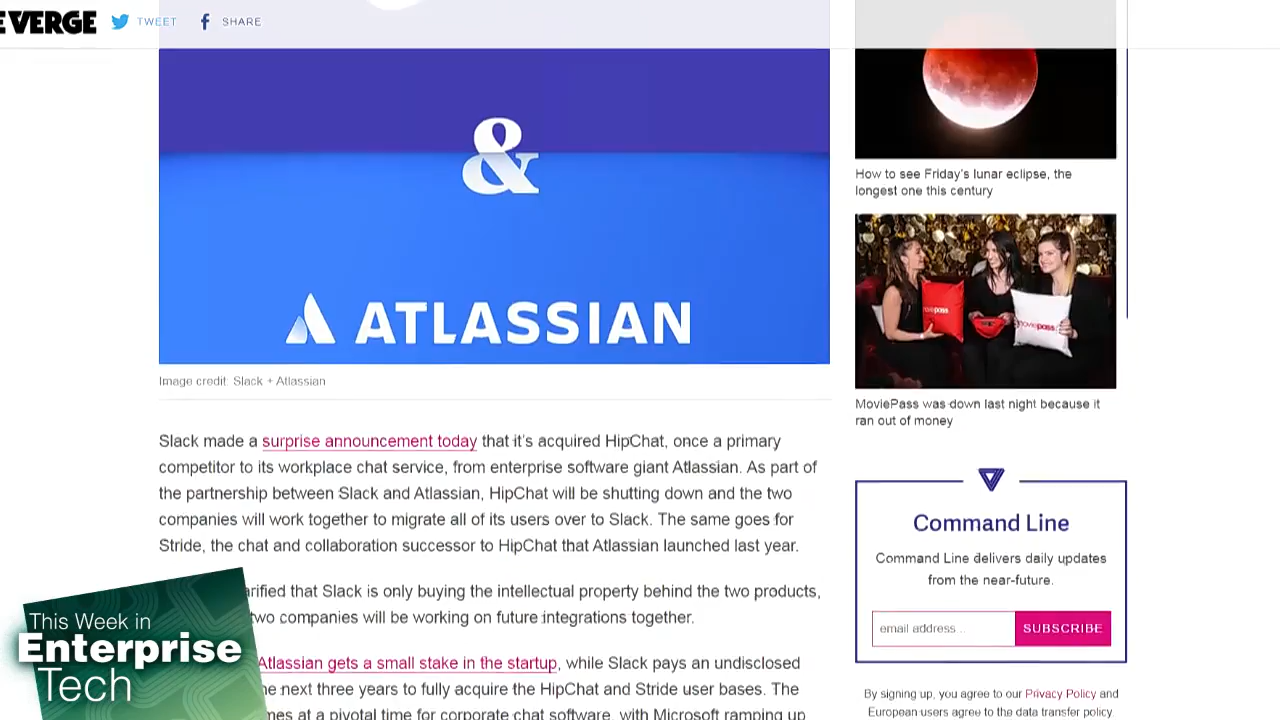 E VERGE
TWEET
SHARE
&
ATLASSIAN
Image credit: Slack + Atlassian
Slack made a surprise announcement today that it's acquired HipChat, once a primary
competitor to its workplace chat service, from enterprise software giant Atlassian. As part of
the partnership between Slack and Atlassian, HipChat will be shutting down and the two
companies will work together to migrate all of its users over to Slack. The same goes for
Stride, the chat and collaboration successor to HipChat that Atlassian launched last year.
arified that Slack is only buying the intellectual property behind the two products,
two companies will be working on future integrations together.
Atlassian gets a small stake in the startup, while Slack pays an undisclosed
he next three years to fully acquire the HipChat and Stride user bases. The
mes at a pivotal time for corporate chat software, with Microsoft ramping up
How to see Friday's lunar eclipse, the
longest one this century
moviepass
moviepass
MoviePass was down last night because it
ran out of money
Command Line
Command Line delivers daily updates
from the near-future.
email address ...
SUBSCRIBE
By signing up, you agree to our Privacy Policy and
European users agree to the data transfer policy.
This Week in
Enterprise
Tech